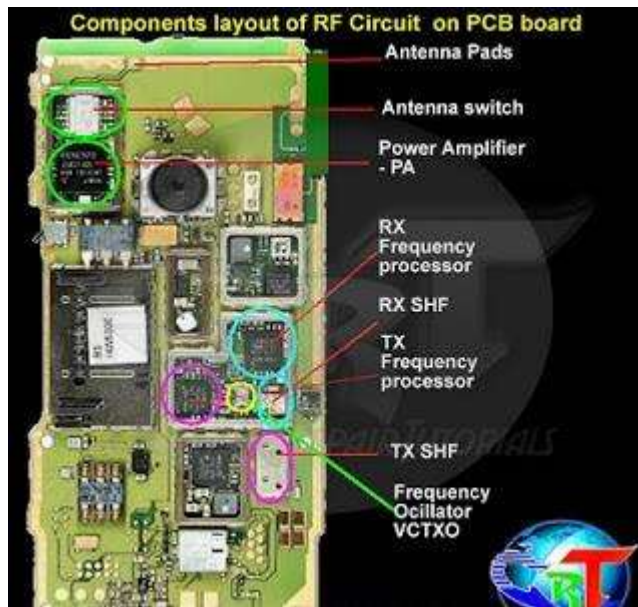 Components layout of RF Circuit on PCB board
Antenna Pads
Antenna switch
Power Amplifier
- PA
RX
Frequency
processor
RX SHF
TX
Frequency
processor
TX SHF
Frequency
Ocillator
VCTXO